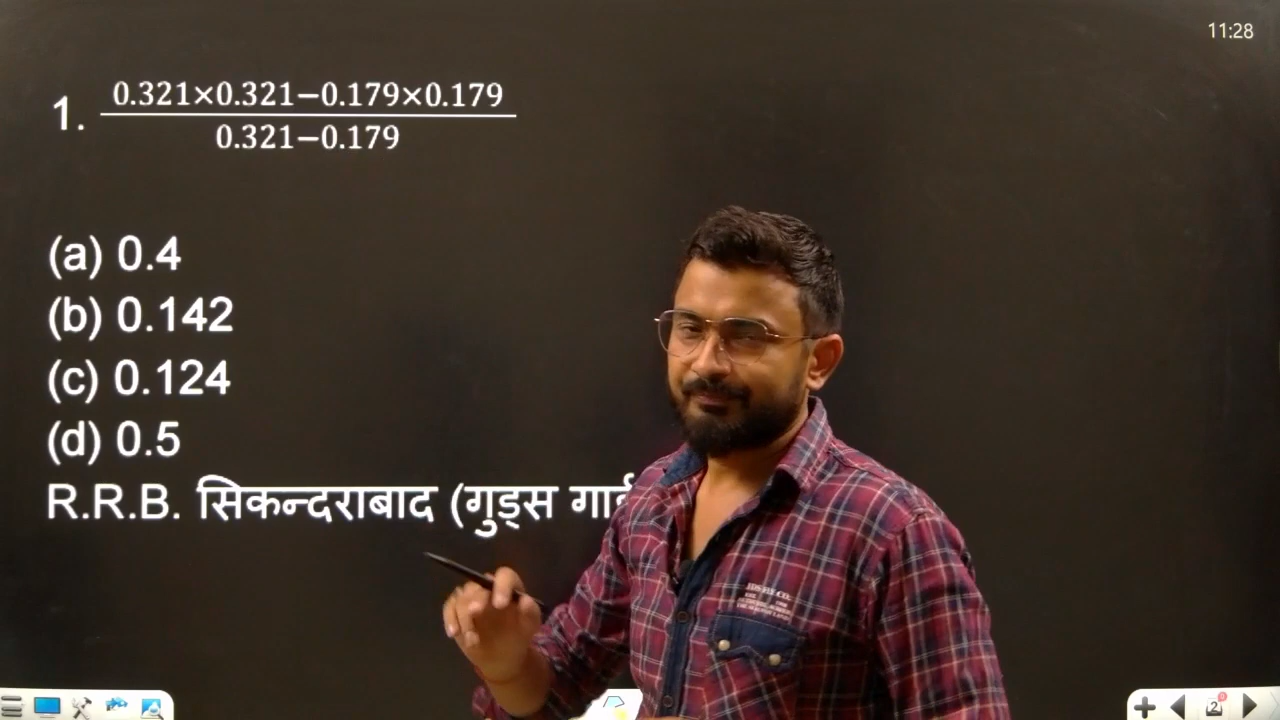 11:28
1. 0.321×0.321−0.179×0.179
0.321−0.179
(a) 0.4
(b) 0.142
(c) 0.124
(d) 0.5
R.R.B. सिकन्दराबाद (गुड्स
2